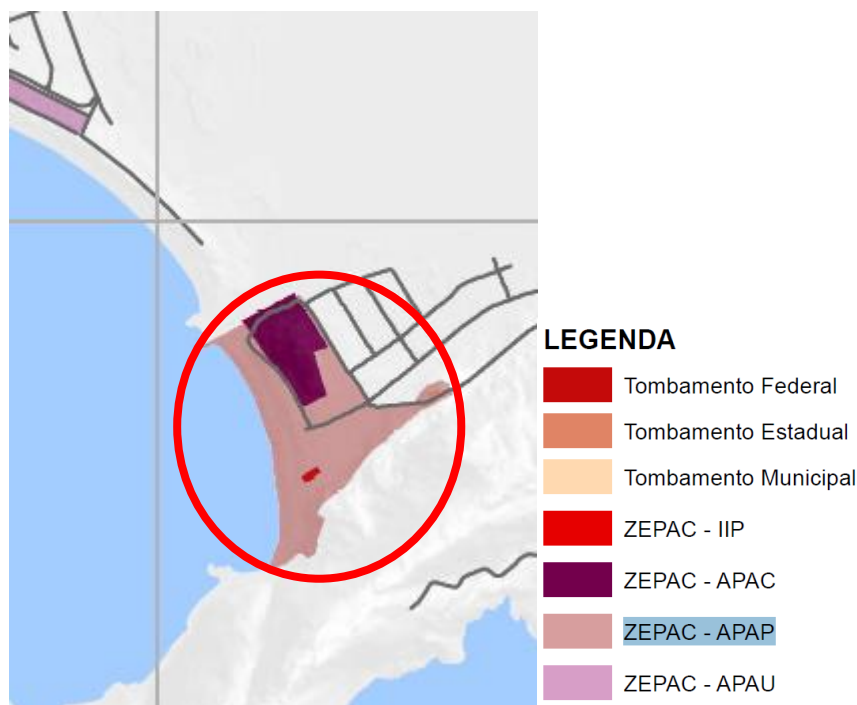 LEGENDA
Tombamento Federal
Tombamento Estadual
Tombamento Municipal
ZEPAC - IIP
ZEPAC - APAC
ZEPAC - APAP
ZEPAC - APAU